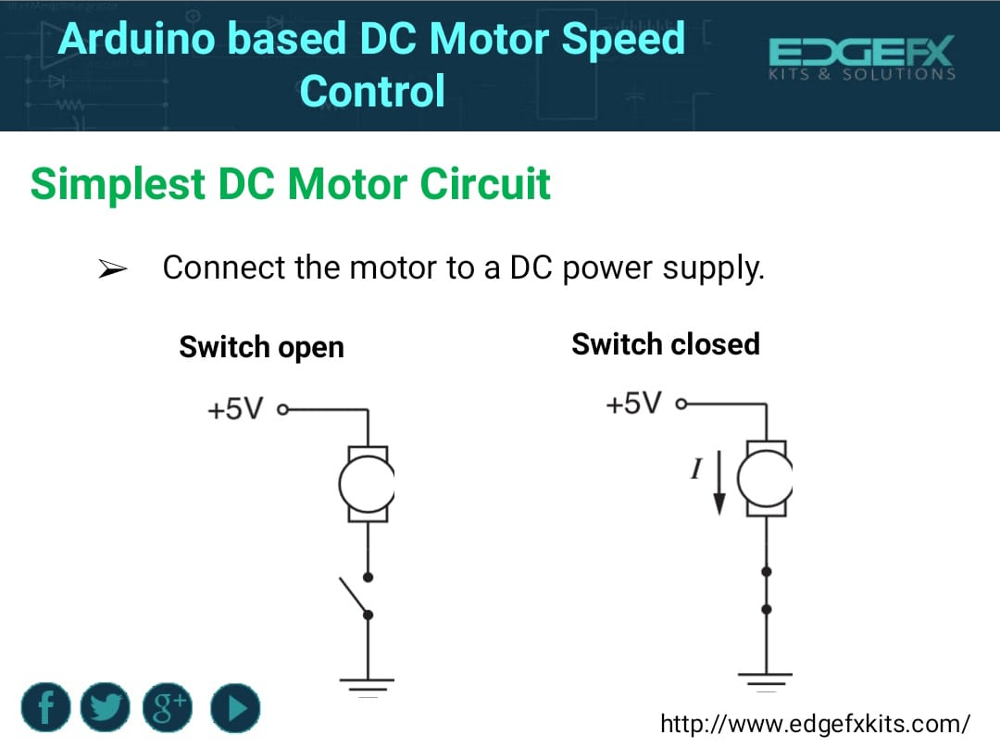 Arduino based DC Motor Speed
Control
EDGEFX
KITS & SOLUTIONS
Simplest DC Motor Circuit
➢ Connect the motor to a DC power supply.
Switch open
Switch closed
+5V
+5V
I
f
g+
http://www.edgefxkits.com/